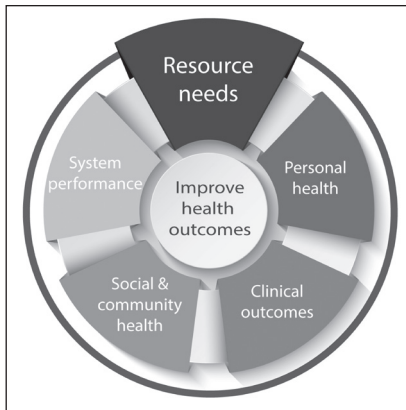 Resource
needs
Personal
health
Clinical
outcomes
Social &
community
health
System
performance
Improve
health
outcomes